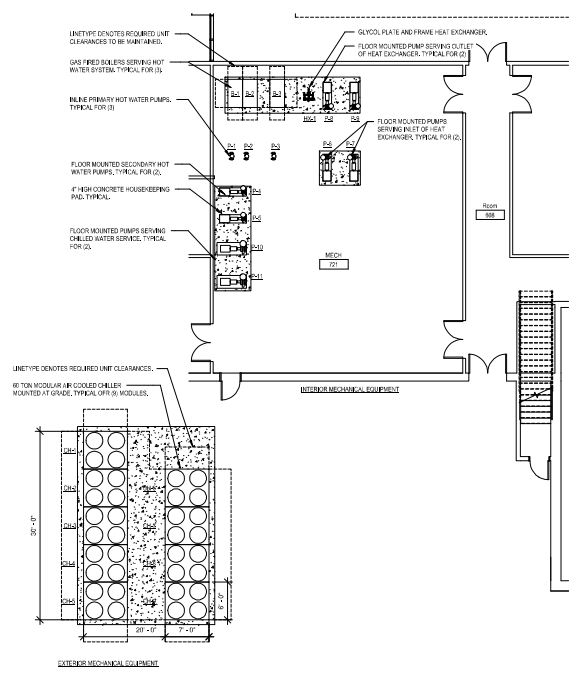 LINETYPE DENOTES REQUIRED UNIT
CLEARANCES TO BE MAINTAINED.
GAS FIRED BOILERS SERVING HOT
WATER SYSTEM. TYPICAL FOR (3).
INLINE PRIMARY HOT WATER PUMPS.
TYPICAL FOR (3)
GLYCOL PLATE AND FRAME HEAT EXCHANGER.
FLOOR MOUNTED PUMP SERVING OUTLET
OF HEAT EXCHANGER. TYPICAL FOR (2)
B-1
B-2
B-3
HX-1
P-8
P-9
FLOOR MOUNTED PUMPS
SERVING INLET OF HEAT
EXCHANGER. TYPICAL FOR (2).
P-1
P-2
P-3
P-6
P-7
FLOOR MOUNTED SECONDARY HOT
WATER PUMPS. TYPICAL FOR (2).
4" HIGH CONCRETE HOUSEKEEPING
PAD. TYPICAL.
FLOOR MOUNTED PUMPS SERVING
CHILLED WATER SERVICE. TYPICAL
FOR (2).
P-4
P-5
P-10
P-11
MECH
721
Room
608
LINETYPE DENOTES REQUIRED UNIT CLEARANCES.
60 TON MODULAR AIR COOLED CHILLER
MOUNTED AT GRADE. TYPICAL OFR (9) MODULES.
INTERIOR MECHANICAL EQUIPMENT
CH-1
CH-2
CH-3
CH-4
CH-5
30' - 0"
6' - 0"
20' - 0"
7' - 0"
EXTERIOR MECHANICAL EQUIPMENT